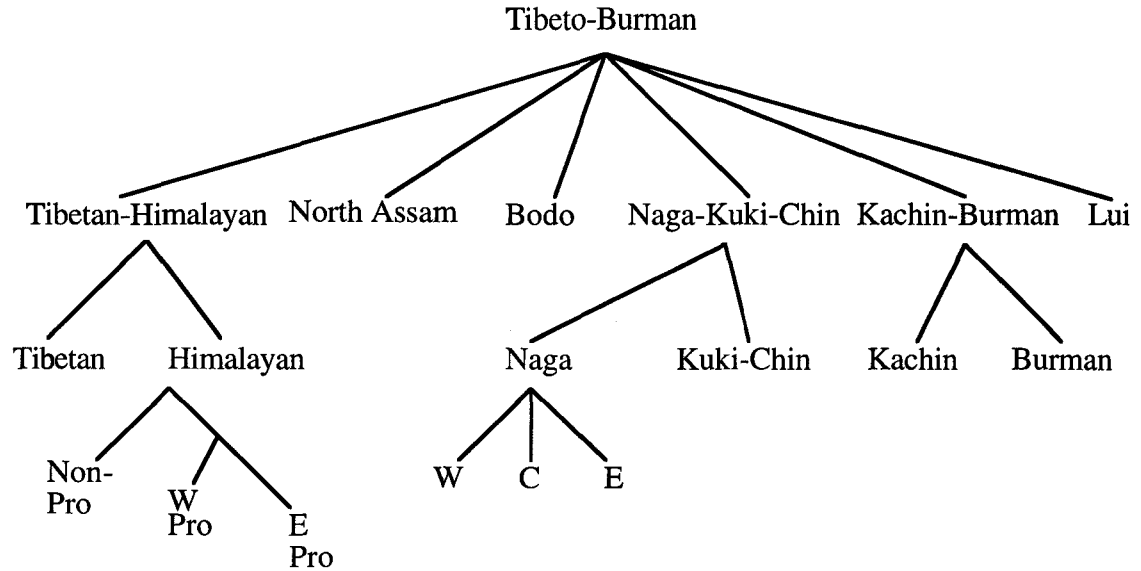 Tibeto-Burman
Tibetan-Himalayan North Assam Bodo Naga-Kuki-Chin Kachin-Burman Lui
Tibetan Himalayan Naga Kuki-Chin Kachin Burman
Non-
Pro
W
Pro
E
Pro
W C E